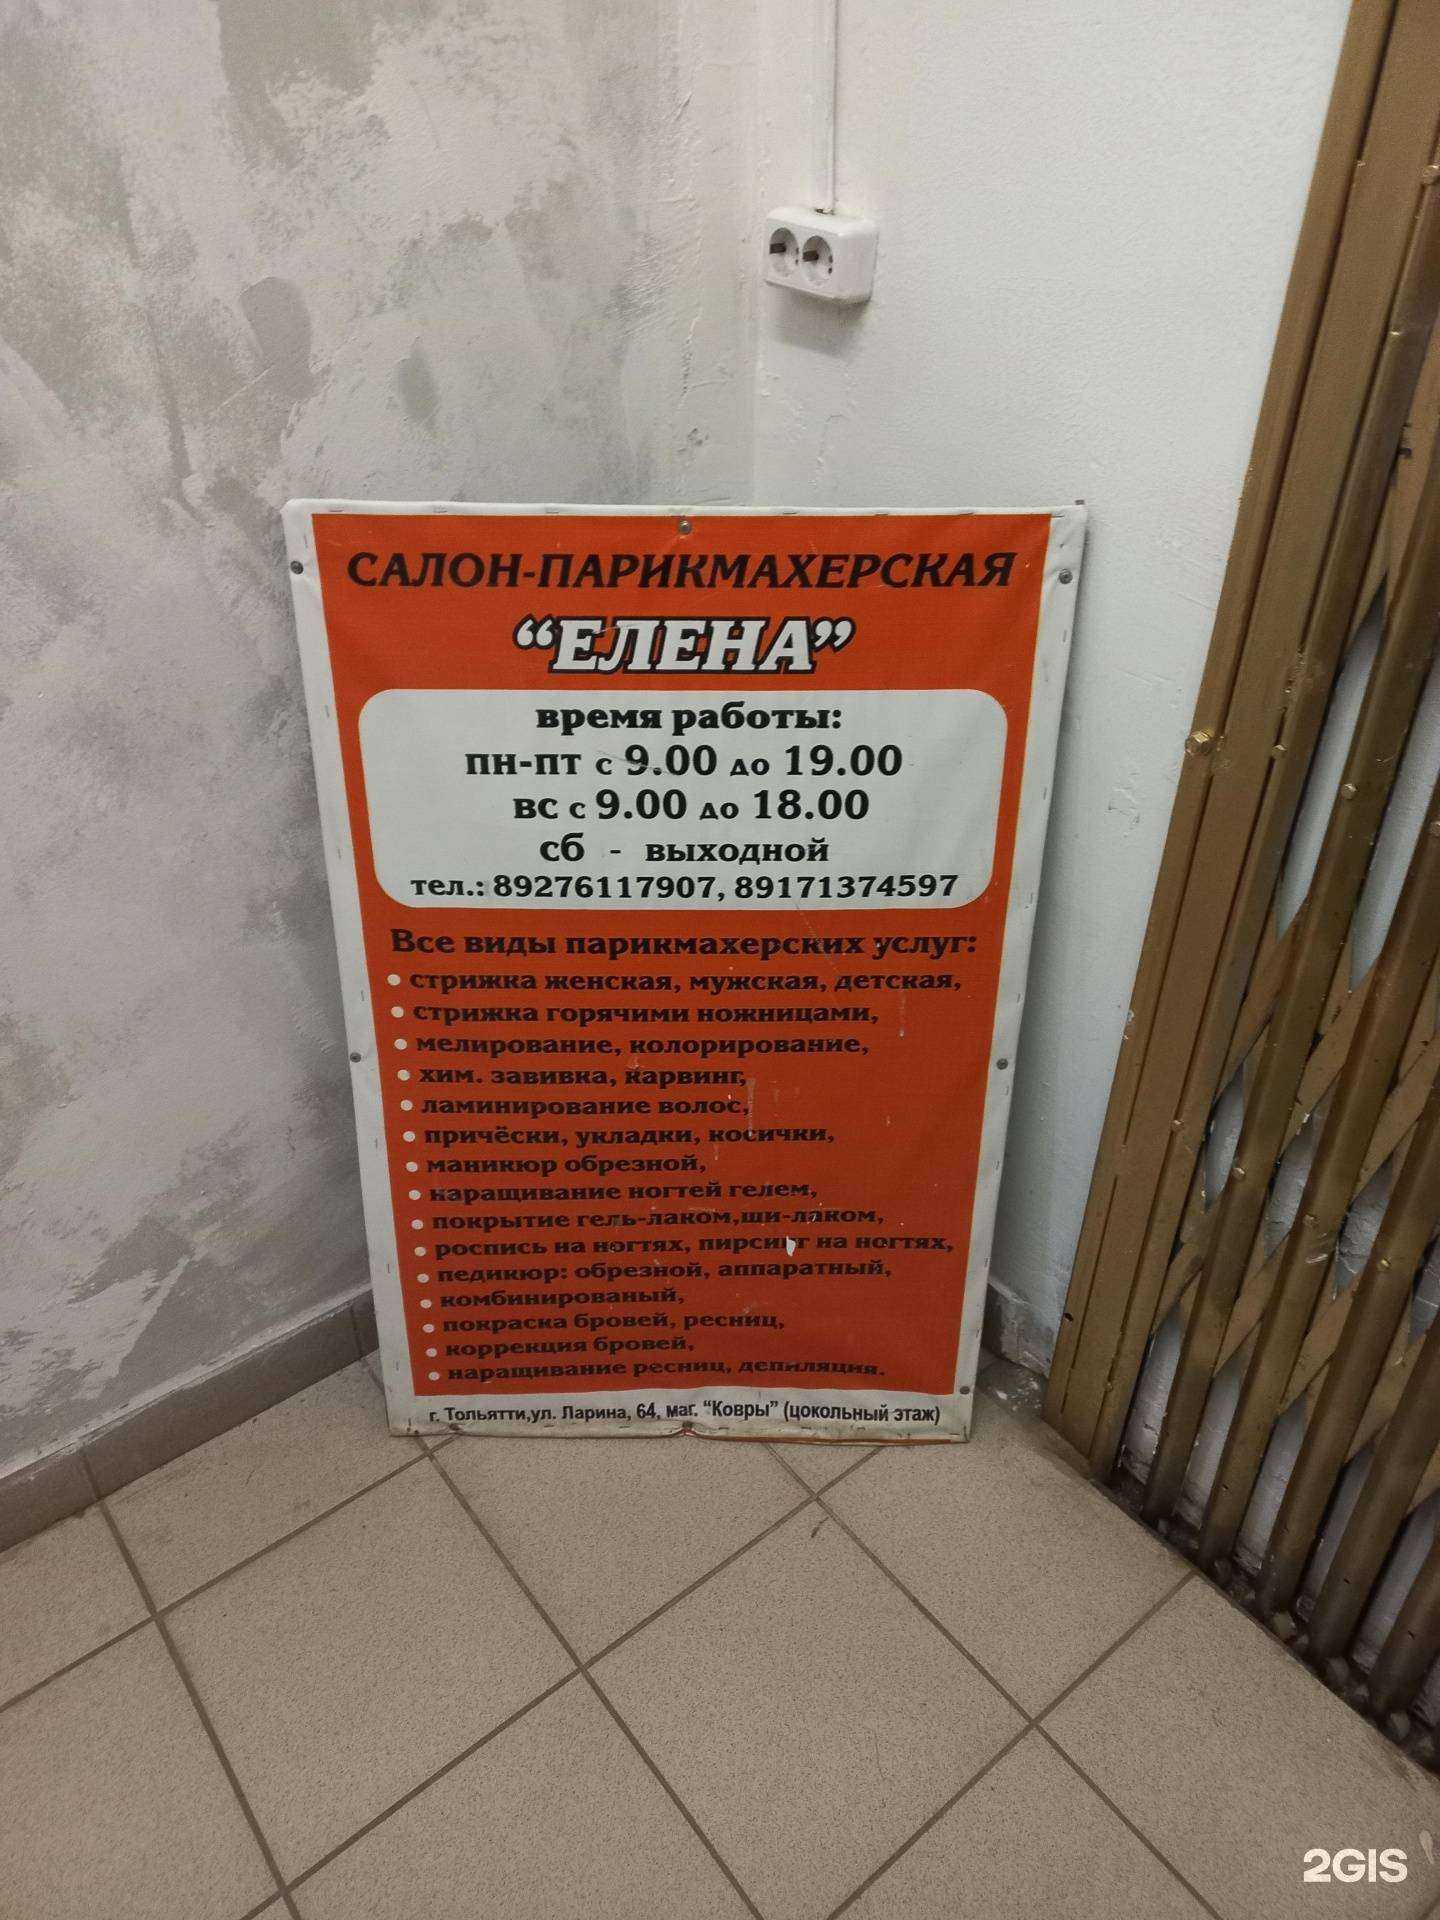 САЛОН-ПАРИКМАХЕРСКАЯ
“ЕЛЕНА”
время работы:
пн-пт с 9.00 до 19.00
вс с 9.00 до 18.00
сб - выходной
тел.: 89276117907, 89171374597
Все виды парикмахерских услуг:
• стрижка женская, мужская, детская,
• стрижка горячими ножницами,
• мелирование, колорирование,
• хим. завивка, карвинг,
• ламинирование волос,
• причёски, укладки, косички,
• маникюр обрезной,
• наращивание ногтей гелем,
• покрытие гель-лаком,ши-лаком,
• роспись на ногтях, пирсинг на ногтях,
• педикюр: обрезной, аппаратный,
• комбинированый,
• покраска бровей, ресниц,
• коррекция бровей,
• наращивание ресниц, депиляция.
г. Тольятти,ул. Ларина, 64, маг. “Ковры” (цокольный этаж)
2GIS